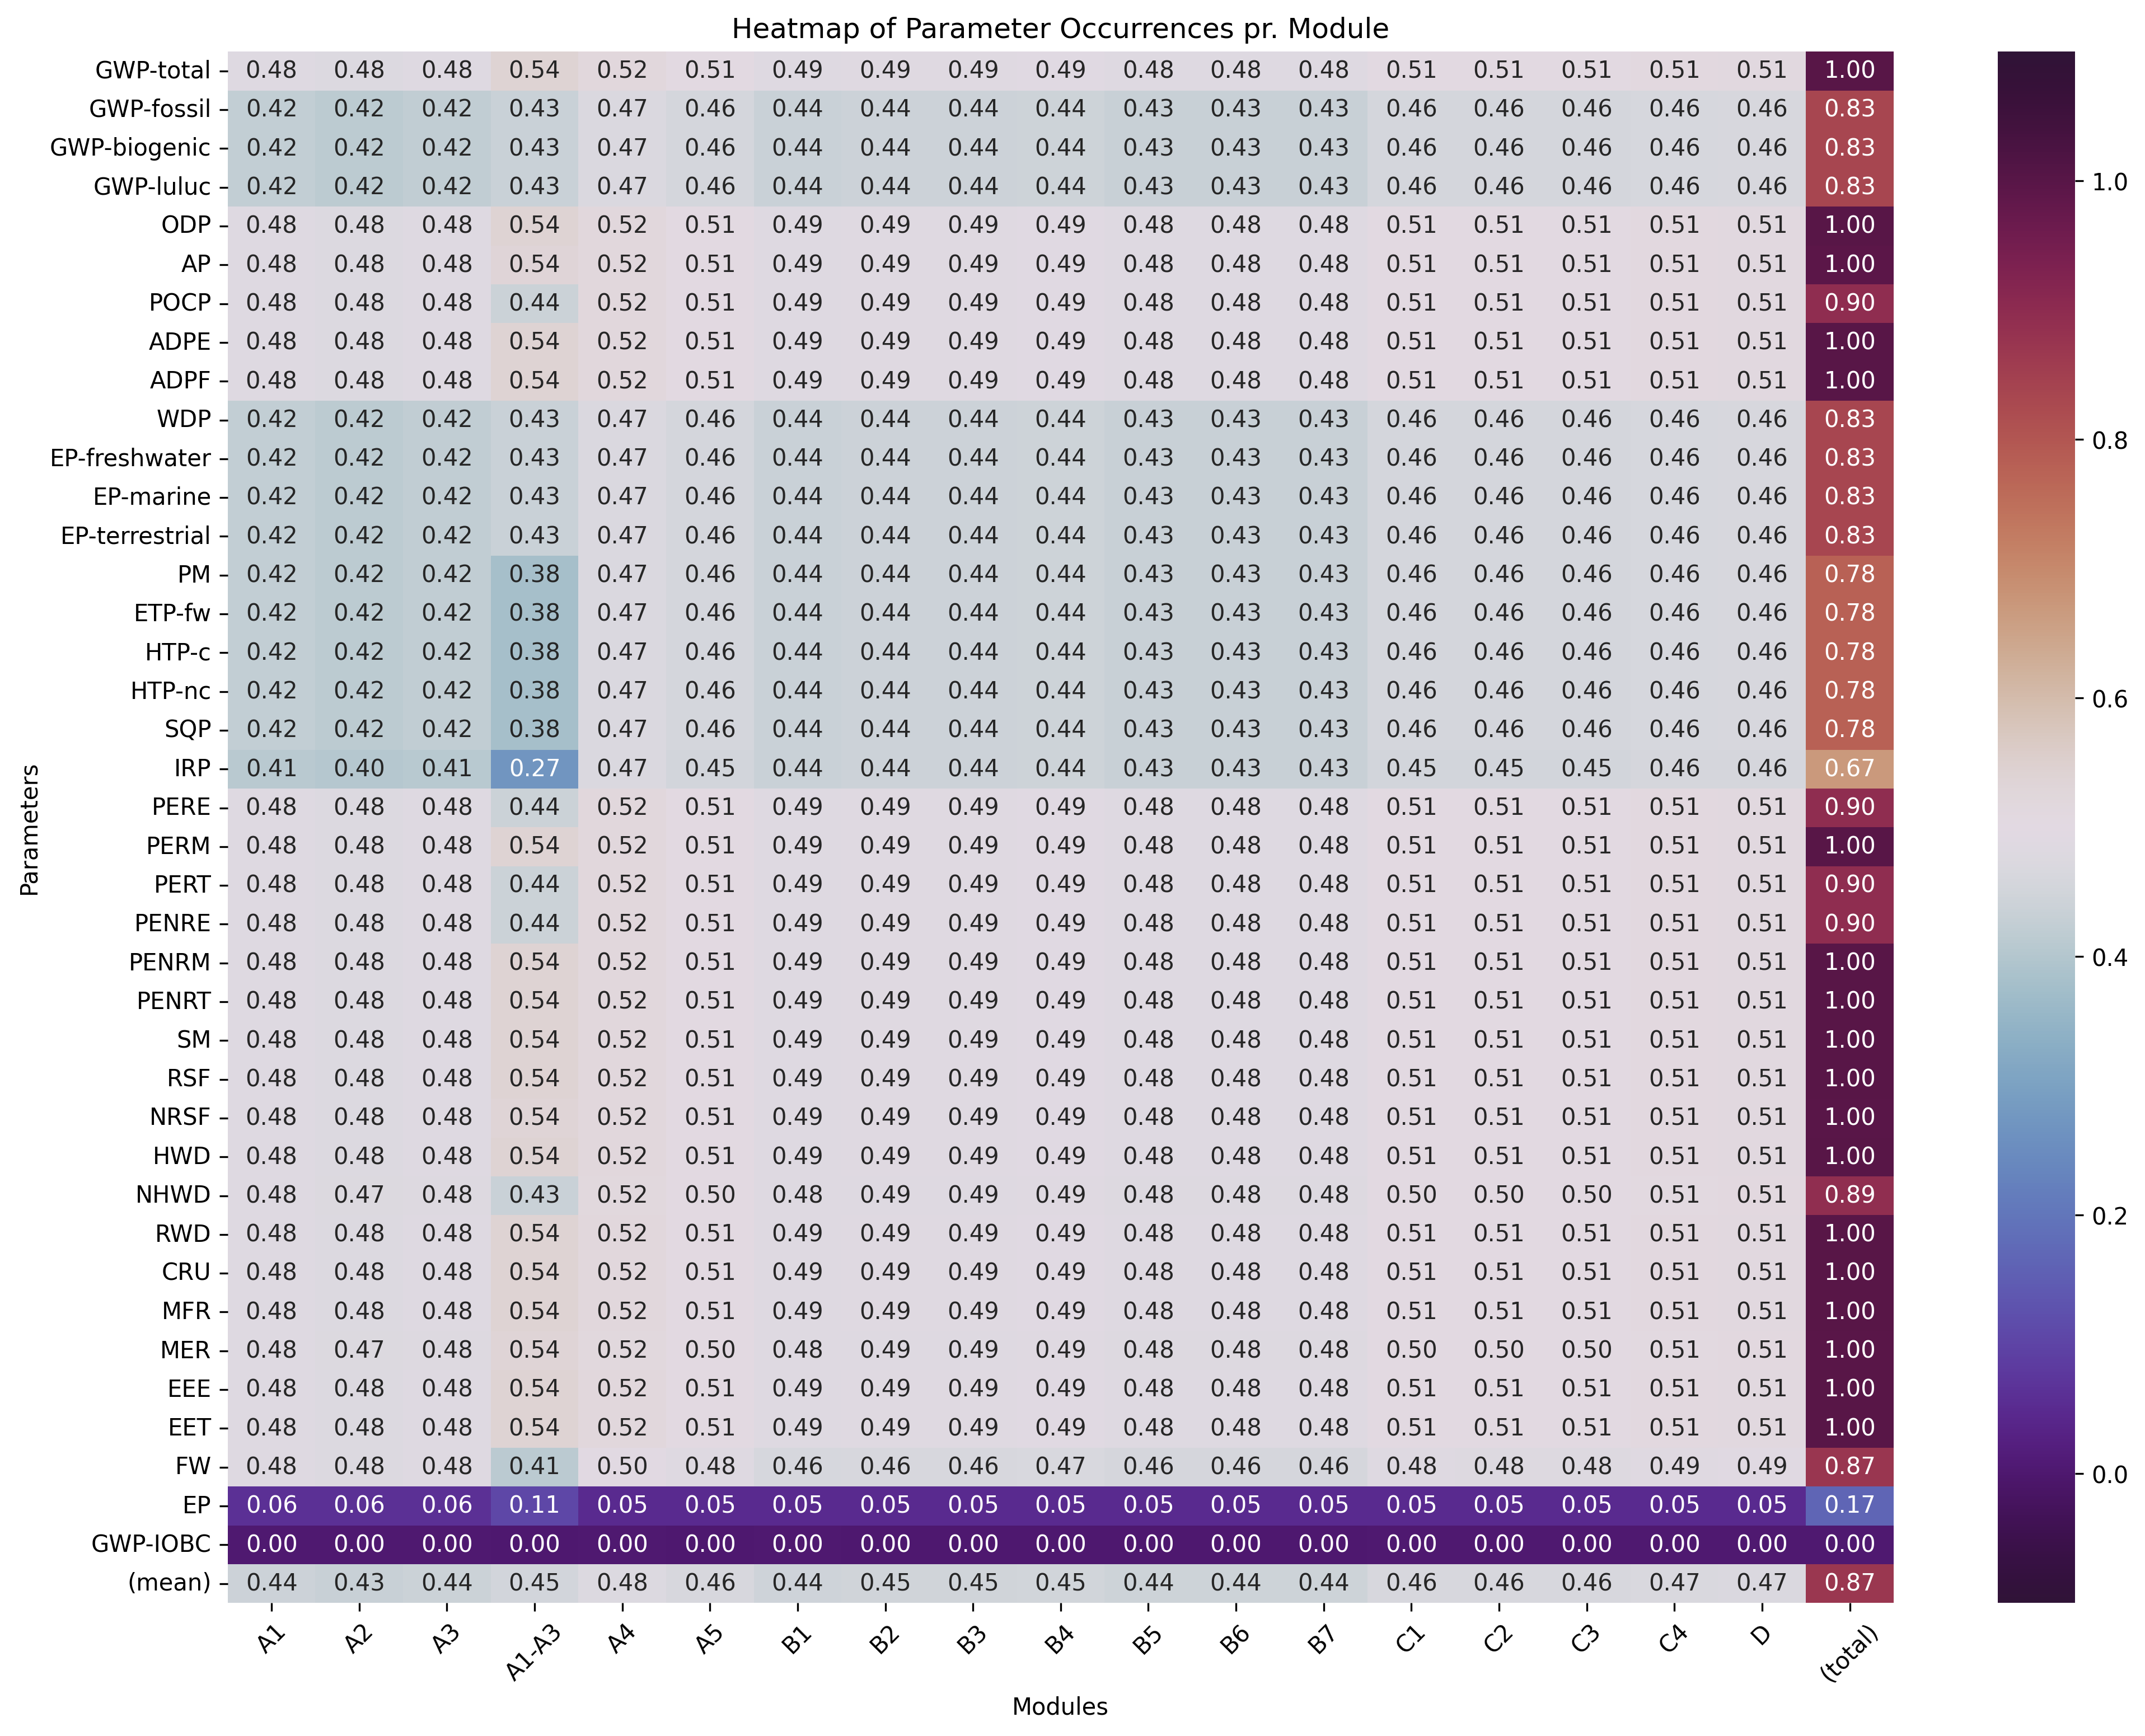 Heatmap of Parameter Occurrences pr. Module
GWP-total 0.48 0.48 0.48 0.54 0.52 0.51 0.49 0.49 0.49 0.49 0.48 0.48 0.48 0.51 0.51 0.51 0.51 0.51 1.00
GWP-fossil 0.42 0.42 0.42 0.43 0.47 0.46 0.44 0.44 0.44 0.44 0.43 0.43 0.43 0.46 0.46 0.46 0.46 0.46 0.83
GWP-biogenic 0.42 0.42 0.42 0.43 0.47 0.46 0.44 0.44 0.44 0.44 0.43 0.43 0.43 0.46 0.46 0.46 0.46 0.46 0.83
GWP-luluc 0.42 0.42 0.42 0.43 0.47 0.46 0.44 0.44 0.44 0.44 0.43 0.43 0.43 0.46 0.46 0.46 0.46 0.46 0.83
1.0
ODP 0.48 0.48 0.48 0.54 0.52 0.51 0.49 0.49 0.49 0.49 0.48 0.48 0.48 0.51 0.51 0.51 0.51 0.51 1.00
AP 0.48 0.48 0.48 0.54 0.52 0.51 0.49 0.49 0.49 0.49 0.48 0.48 0.48 0.51 0.51 0.51 0.51 0.51 1.00
POCP 0.48 0.48 0.48 0.44 0.52 0.51 0.49 0.49 0.49 0.49 0.48 0.48 0.48 0.51 0.51 0.51 0.51 0.51 0.90
ADPE 0.48 0.48 0.48 0.54 0.52 0.51 0.49 0.49 0.49 0.49 0.48 0.48 0.48 0.51 0.51 0.51 0.51 0.51 1.00
ADPF 0.48 0.48 0.48 0.54 0.52 0.51 0.49 0.49 0.49 0.49 0.48 0.48 0.48 0.51 0.51 0.51 0.51 0.51 1.00
WDP 0.42 0.42 0.42 0.43 0.47 0.46 0.44 0.44 0.44 0.44 0.43 0.43 0.43 0.46 0.46 0.46 0.46 0.46 0.83
0.8
EP-freshwater 0.42 0.42 0.42 0.43 0.47 0.46 0.44 0.44 0.44 0.44 0.43 0.43 0.43 0.46 0.46 0.46 0.46 0.46 0.83
EP-marine 0.42 0.42 0.42 0.43 0.47 0.46 0.44 0.44 0.44 0.44 0.43 0.43 0.43 0.46 0.46 0.46 0.46 0.46 0.83
EP-terrestrial 0.42 0.42 0.42 0.43 0.47 0.46 0.44 0.44 0.44 0.44 0.43 0.43 0.43 0.46 0.46 0.46 0.46 0.46 0.83
PM 0.42 0.42 0.42 0.38 0.47 0.46 0.44 0.44 0.44 0.44 0.43 0.43 0.43 0.46 0.46 0.46 0.46 0.46 0.78
ETP-fw 0.42 0.42 0.42 0.38 0.47 0.46 0.44 0.44 0.44 0.44 0.43 0.43 0.43 0.46 0.46 0.46 0.46 0.46 0.78
HTP-c 0.42 0.42 0.42 0.38 0.47 0.46 0.44 0.44 0.44 0.44 0.43 0.43 0.43 0.46 0.46 0.46 0.46 0.46 0.78
HTP-nc 0.42 0.42 0.42 0.38 0.47 0.46 0.44 0.44 0.44 0.44 0.43 0.43 0.43 0.46 0.46 0.46 0.46 0.46 0.78
0.6
SQP 0.42 0.42 0.42 0.38 0.47 0.46 0.44 0.44 0.44 0.44 0.43 0.43 0.43 0.46 0.46 0.46 0.46 0.46 0.78
IRP 0.41 0.40 0.41 0.27 0.47 0.45 0.44 0.44 0.44 0.44 0.43 0.43 0.43 0.45 0.45 0.45 0.46 0.46 0.67
PERE 0.48 0.48 0.48 0.44 0.52 0.51 0.49 0.49 0.49 0.49 0.48 0.48 0.48 0.51 0.51 0.51 0.51 0.51 0.90
Parameters
PERM 0.48 0.48 0.48 0.54 0.52 0.51 0.49 0.49 0.49 0.49 0.48 0.48 0.48 0.51 0.51 0.51 0.51 0.51 1.00
PERT 0.48 0.48 0.48 0.44 0.52 0.51 0.49 0.49 0.49 0.49 0.48 0.48 0.48 0.51 0.51 0.51 0.51 0.51 0.90
PENRE 0.48 0.48 0.48 0.44 0.52 0.51 0.49 0.49 0.49 0.49 0.48 0.48 0.48 0.51 0.51 0.51 0.51 0.51 0.90
0.4
PENRM 0.48 0.48 0.48 0.54 0.52 0.51 0.49 0.49 0.49 0.49 0.48 0.48 0.48 0.51 0.51 0.51 0.51 0.51 1.00
PENRT 0.48 0.48 0.48 0.54 0.52 0.51 0.49 0.49 0.49 0.49 0.48 0.48 0.48 0.51 0.51 0.51 0.51 0.51 1.00
SM 0.48 0.48 0.48 0.54 0.52 0.51 0.49 0.49 0.49 0.49 0.48 0.48 0.48 0.51 0.51 0.51 0.51 0.51 1.00
RSF 0.48 0.48 0.48 0.54 0.52 0.51 0.49 0.49 0.49 0.49 0.48 0.48 0.48 0.51 0.51 0.51 0.51 0.51 1.00
NRSF 0.48 0.48 0.48 0.54 0.52 0.51 0.49 0.49 0.49 0.49 0.48 0.48 0.48 0.51 0.51 0.51 0.51 0.51 1.00
HWD 0.48 0.48 0.48 0.54 0.52 0.51 0.49 0.49 0.49 0.49 0.48 0.48 0.48 0.51 0.51 0.51 0.51 0.51 1.00
NHWD 0.48 0.47 0.48 0.43 0.52 0.50 0.48 0.49 0.49 0.49 0.48 0.48 0.48 0.50 0.50 0.50 0.51 0.51 0.89
0.2
RWD 0.48 0.48 0.48 0.54 0.52 0.51 0.49 0.49 0.49 0.49 0.48 0.48 0.48 0.51 0.51 0.51 0.51 0.51 1.00
CRU 0.48 0.48 0.48 0.54 0.52 0.51 0.49 0.49 0.49 0.49 0.48 0.48 0.48 0.51 0.51 0.51 0.51 0.51 1.00
MFR 0.48 0.48 0.48 0.54 0.52 0.51 0.49 0.49 0.49 0.49 0.48 0.48 0.48 0.51 0.51 0.51 0.51 0.51 1.00
MER 0.48 0.47 0.48 0.54 0.52 0.50 0.48 0.49 0.49 0.49 0.48 0.48 0.48 0.50 0.50 0.50 0.51 0.51 1.00
EEE 0.48 0.48 0.48 0.54 0.52 0.51 0.49 0.49 0.49 0.49 0.48 0.48 0.48 0.51 0.51 0.51 0.51 0.51 1.00
EET 0.48 0.48 0.48 0.54 0.52 0.51 0.49 0.49 0.49 0.49 0.48 0.48 0.48 0.51 0.51 0.51 0.51 0.51 1.00
FW 0.48 0.48 0.48 0.41 0.50 0.48 0.46 0.46 0.46 0.47 0.46 0.46 0.46 0.48 0.48 0.48 0.49 0.49 0.87
0.0
EP 0.06 0.06 0.06 0.11 0.05 0.05 0.05 0.05 0.05 0.05 0.05 0.05 0.05 0.05 0.05 0.05 0.05 0.05 0.17
GWP-IOBC 0.00 0.00 0.00 0.00 0.00 0.00 0.00 0.00 0.00 0.00 0.00 0.00 0.00 0.00 0.00 0.00 0.00 0.00 0.00
(mean) 0.44 0.43 0.44 0.45 0.48 0.46 0.44 0.45 0.45 0.45 0.44 0.44 0.44 0.46 0.46 0.46 0.47 0.47 0.87
A1 A2 A3 A1-A3 A4 A5 B1 B2 B3 B4 B5 B6 B7 C1 C2 C3 C4 D (total)
Modules